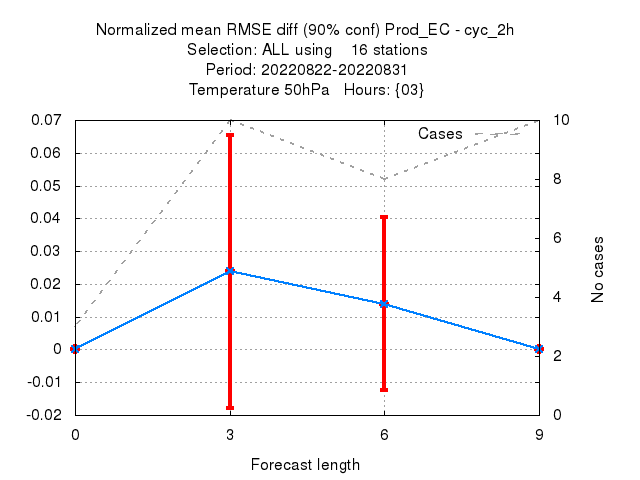 Normalized mean RMSE diff (90% conf) Prod_EC - cyc_2h
Selection: ALL using    16 stations
Period: 20220822-20220831
Temperature 50hPa   Hours: {03}
Cases
0.07
0.06
0.05
0.04
0.03
0.02
0.01
0
-0.01
-0.02
10
8
6
4
2
0
No cases
0
3
6
9
Forecast length